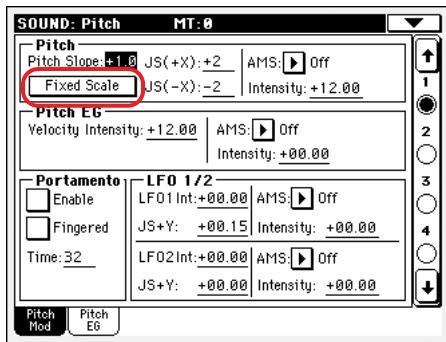 SOUND: Pitch MT:0
Pitch
Pitch Slope:+1.0 JS(+X):+2 AMS: Off
Fixed Scale JS(-X):-2 Intensity:+12.00
Pitch EG
Velocity Intensity:+12.00 AMS: Off
Intensity:+00.00
Portamento LFO 1/2
Enable LFO1 Int:+00.00 AMS: Off
Fingered JS+Y: +00.15 Intensity: +00.00
Time:32 LFO2Int:+00.00 AMS: Off
JS+Y: +00.00 Intensity: +00.00
Pitch Mod Pitch EG
1
2
3
4